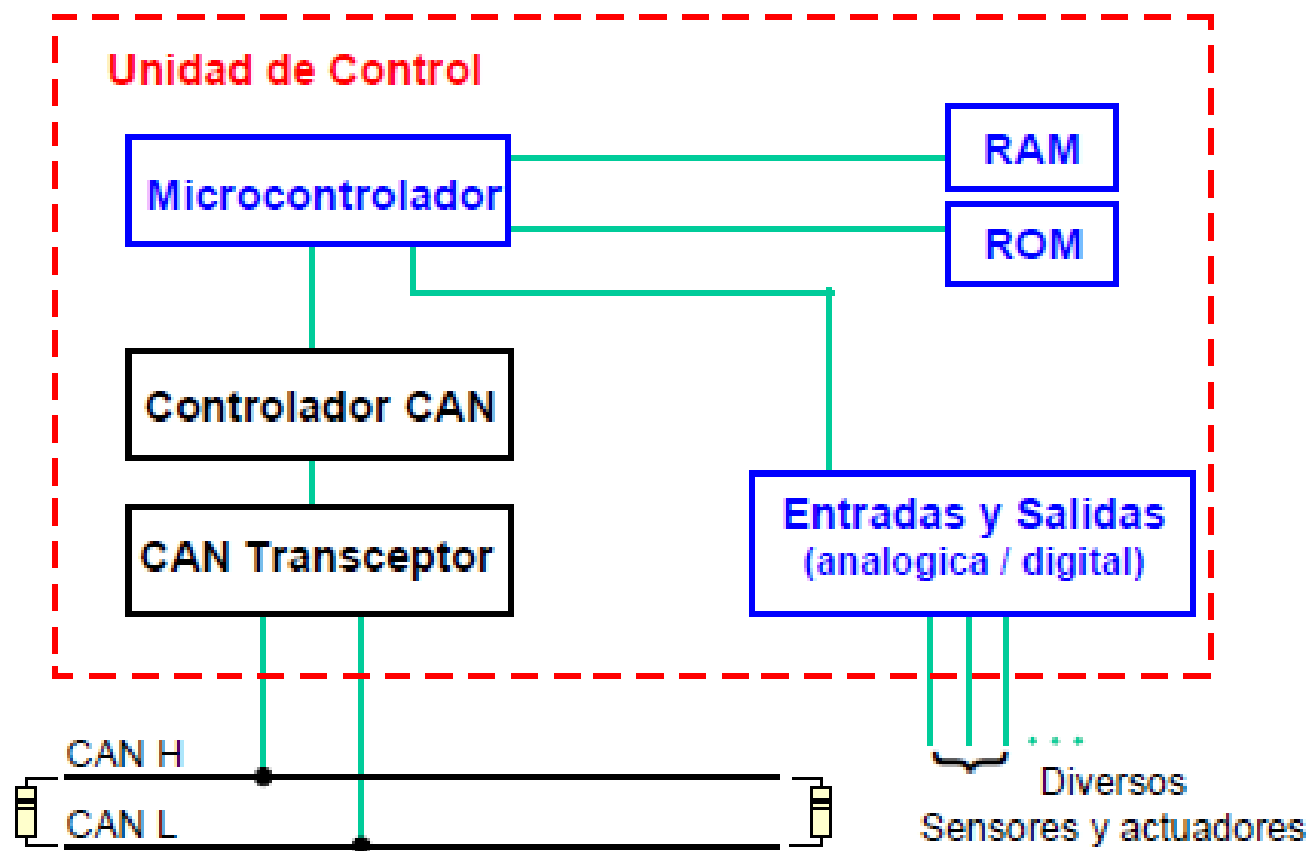 Unidad de Control
Microcontrolador
RAM
ROM
Controlador CAN
CAN Transceptor
Entradas y Salidas
(analogica / digital)
CAN H
CAN L
Diversos
Sensores y actuadores